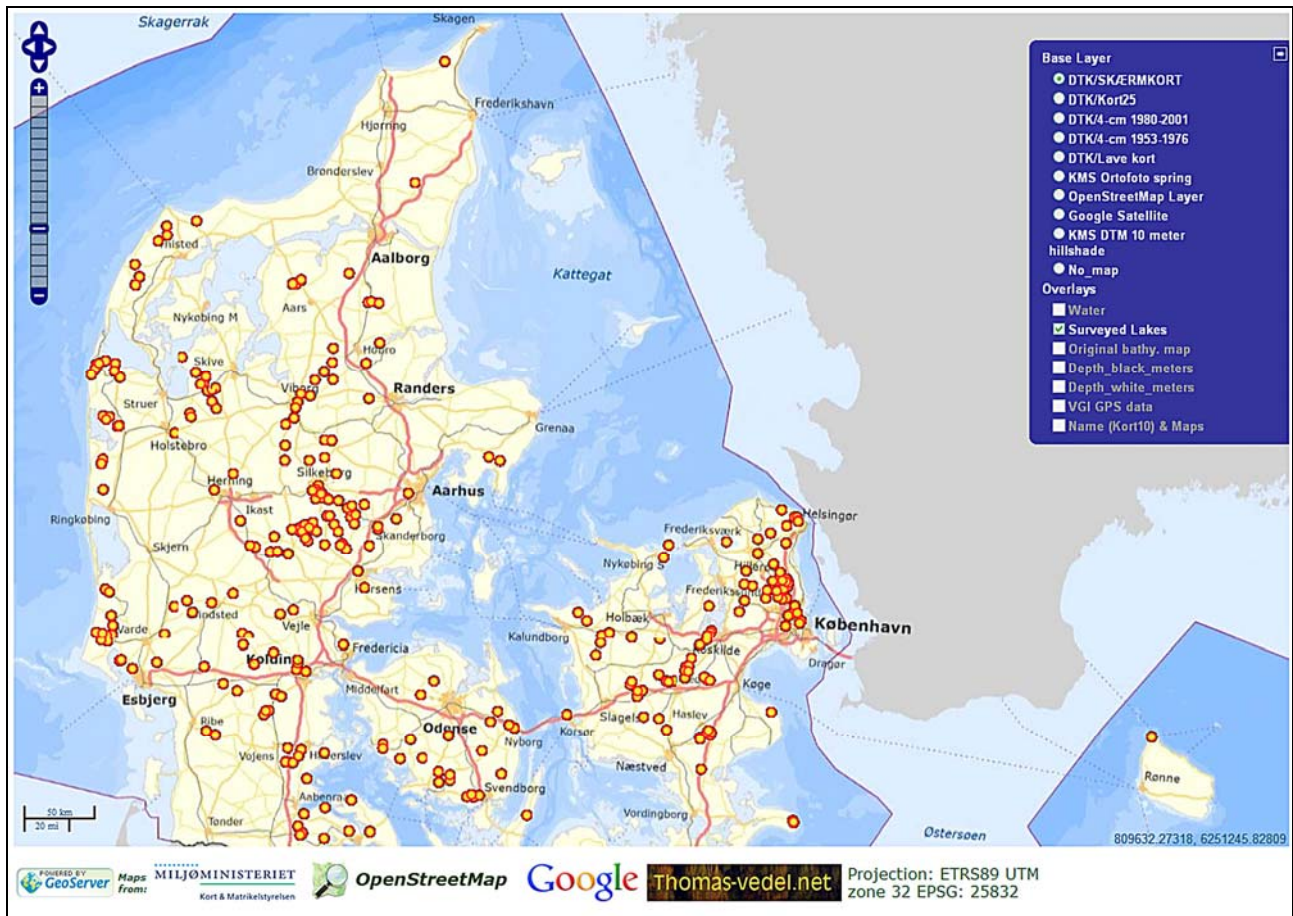 Skagerrak
Skagen
Frederikshavn
Hjørring
Brønderslev
Aalborg
Kattegat
Aars
Nykøbing M
Hobro
Skive
Viborg
Randers
Struer
Grenaa
Holstebro
Silkeborg
Herning
Aarhus
Ikast
Ringkøbing
Skanderborg
Skjern
Horsens
Helsingør
Frederiksværk
Nykøbing S
Holbæk
Kalundborg
København
Roskilde
Dragør
Varde
Vejle
Fredericia
Kolding
Middelfart
Esbjerg
Køge
Ribe
Odense
Nyborg
Korsør
Haslev
Vojens
Næstved
Svendborg
Vordingborg
Tønder
Rønne
Østersøen
50 km
20 mi
809632.27318, 6251245.82809
Base Layer
DTK/SKÆRMKORT
DTK/Kort25
DTK/4-cm 1980-2001
DTK/4-cm 1953-1976
DTK/Lave kort
KMS Ortofoto spring
OpenStreetMap Layer
Google Satellite
KMS DTM 10 meter
hillshade
No_map
Overlays
Water
Surveyed Lakes
Original bathy. map
Depth_black_meters
Depth_white_meters
VGI GPS data
Name (Kort10) & Maps
POWERED BY
GeoServer
Maps
from:
MILJØMINISTERIET
Kort & Matrikelstyrelsen
OpenStreetMap
Google
Thomas-vedel.net
Projection: ETRS89 UTM
zone 32 EPSG: 25832